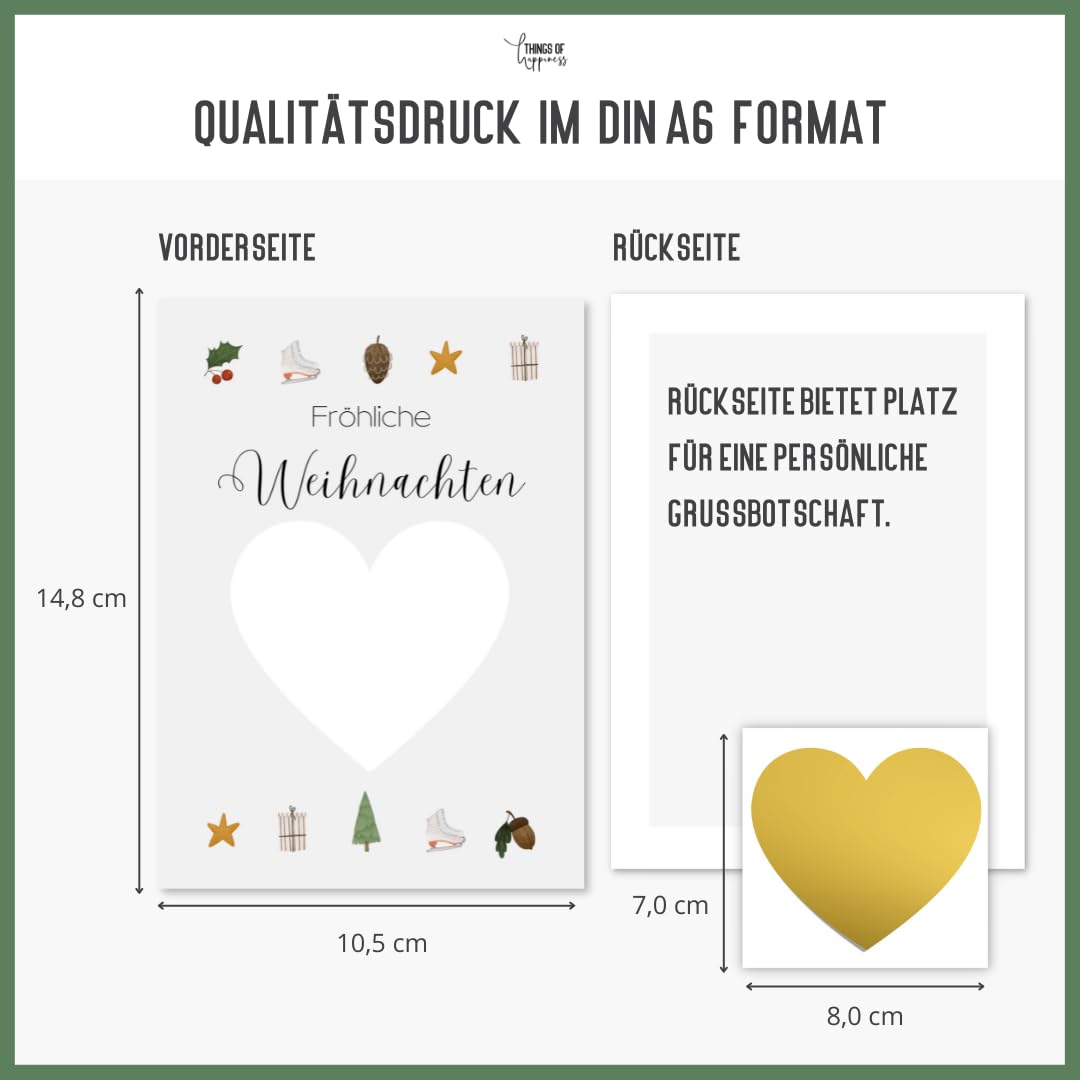 THINGS OF
happiness
QUALITÄTSDRUCK IM DIN A6 FORMAT
VORDERSEITE
RÜCKSEITE
Fröhliche
Weihnachten
RÜCKSEITE BIETET PLATZ
FÜR EINE PERSÖNLICHE
GRUSSBOTSCHAFT.
14,8 cm
10,5 cm
7,0 cm
8,0 cm